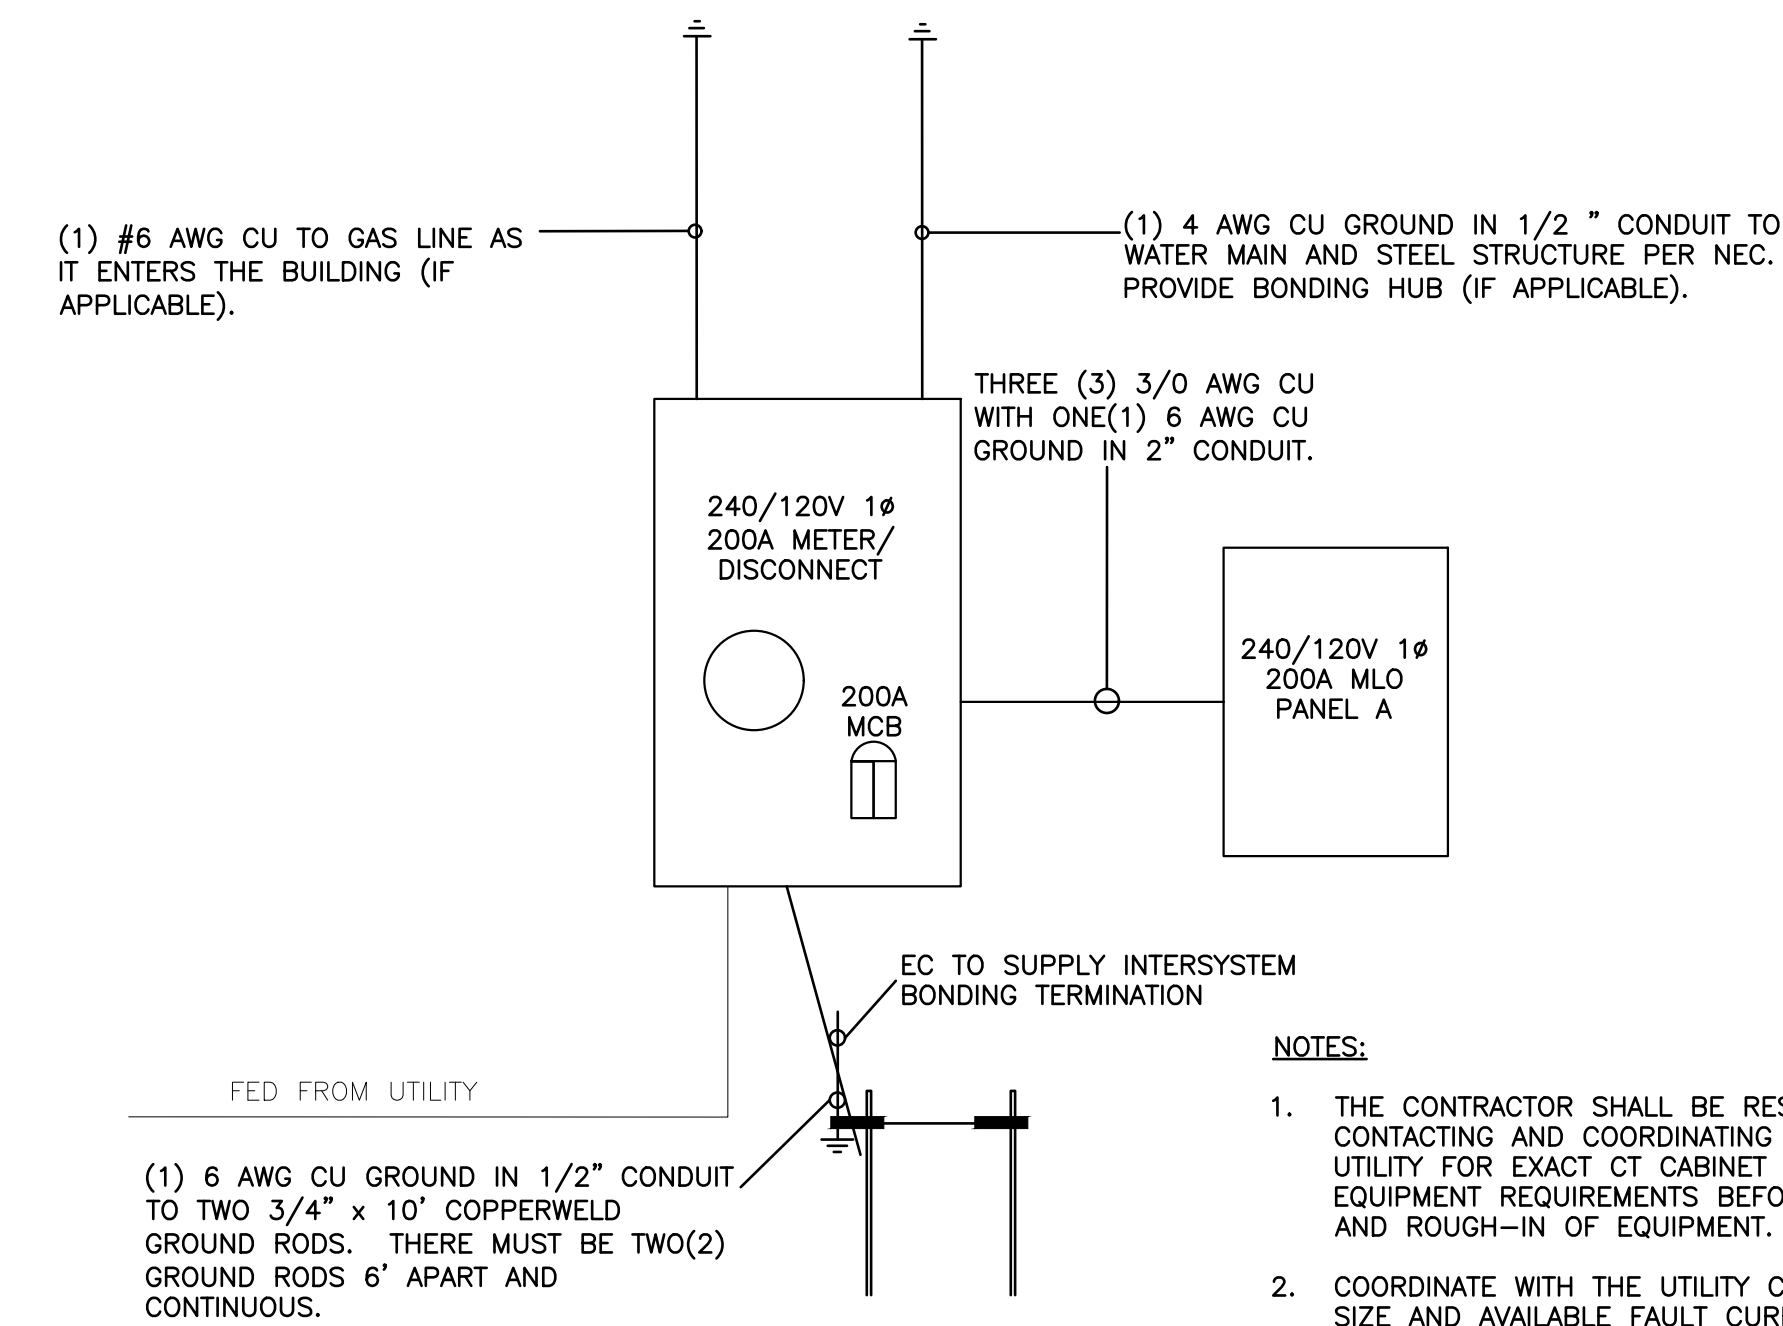 (1) #6 AWG CU TO GAS LINE AS
IT ENTERS THE BUILDING (IF
APPLICABLE).
(1) 4 AWG CU GROUND IN 1/2 " CONDUIT TO
WATER MAIN AND STEEL STRUCTURE PER NEC.
PROVIDE BONDING HUB (IF APPLICABLE).
THREE (3) 3/0 AWG CU
WITH ONE(1) 6 AWG CU
GROUND IN 2" CONDUIT.
240/120V 1ø
200A METER/
DISCONNECT
200A
MCB
240/120V 1ø
200A MLO
PANEL A
EC TO SUPPLY INTERSYSTEM
BONDING TERMINATION
FED FROM UTILITY
(1) 6 AWG CU GROUND IN 1/2" CONDUIT
TO TWO 3/4" x 10' COPPERWELD
GROUND RODS. THERE MUST BE TWO(2)
GROUND RODS 6' APART AND
CONTINUOUS.
NOTES:
1. THE CONTRACTOR SHALL BE
CONTACTING AND COORDINATING
UTILITY FOR EXACT CT CABINET
EQUIPMENT REQUIREMENTS
AND ROUGH-IN OF EQUIPMENT.
2. COORDINATE WITH THE UTILITY
SIZE AND AVAILABLE FAULT